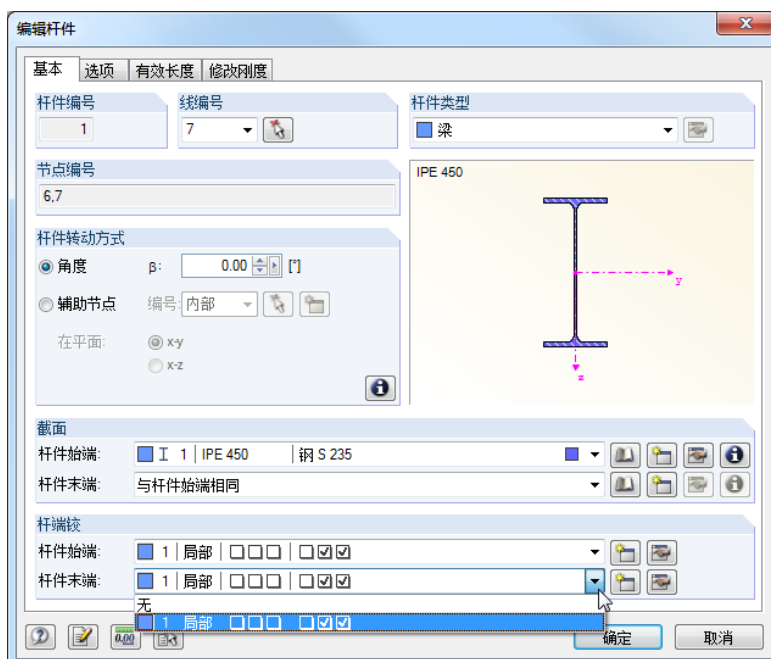 编辑杆件
基本 选项 有效长度 修改刚度
杆件编号 线编号 杆件类型
1 7 梁
节点编号 IPE 450
6,7
杆件转动方式
角度 β: 0.00 [°]
y
辅助节点 编号: 内部
在平面: x-y
x-z
z
截面
杆件始端: 1 IPE 450 钢 S 235
杆件末端: 与杆件始端相同
杆端铰
杆件始端: 1 局部
杆件末端: 1 局部
无
1 局部
0.00 确定 取消